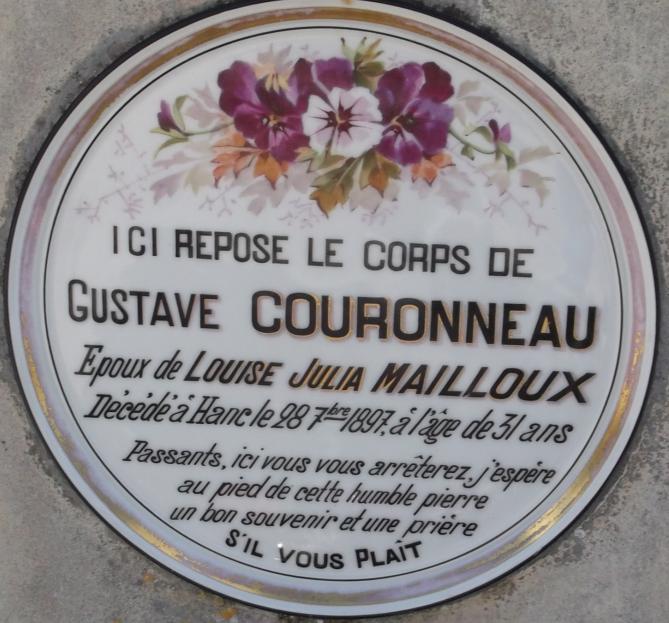 ICI REPOSE LE CORPS DE
GUSTAVE COURONNEAU
Epoux de LOUISE JULIA MAILLOUX
Décédé à Hanc le 28 7bre 1897, à l'âge de 31 ans
Passants, ici vous vous arrêterez, j'espère
au pied de cette humble pierre
un bon souvenir et une prière
S'IL VOUS PLAÎT